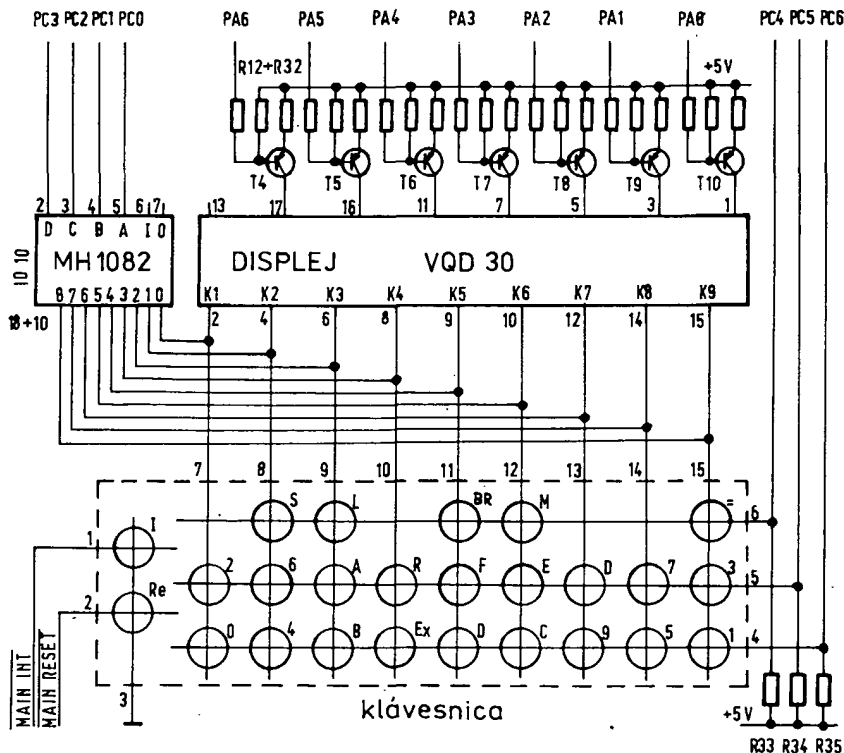 PC3 PC2 PC1 PC0 PA6 PA5 PA4 PA3 PA2 PA1 PA0 PC4 PC5 PC6
R12÷R32 +5V
T4 T5 T6 T7 T8 T9 T10
2 3 4 5 6 7 13 17 16 11 7 5 3 1
D C B A I 0
IO 10 MH1082 DISPLEJ VQD 30
8 7 6 5 4 3 2 1 0 K1 K2 K3 K4 K5 K6 K7 K8 K9
18÷10 2 4 6 8 9 10 12 14 15
7 8 9 10 11 12 13 14 15
S L BR M = 6
1 I
2 6 A R F E D 7 3 5
2 Re
0 4 B Ex D C 9 5 1 4
MAIN INT
MAIN RESET
3
klávesnica
+5V
R33 R34 R35